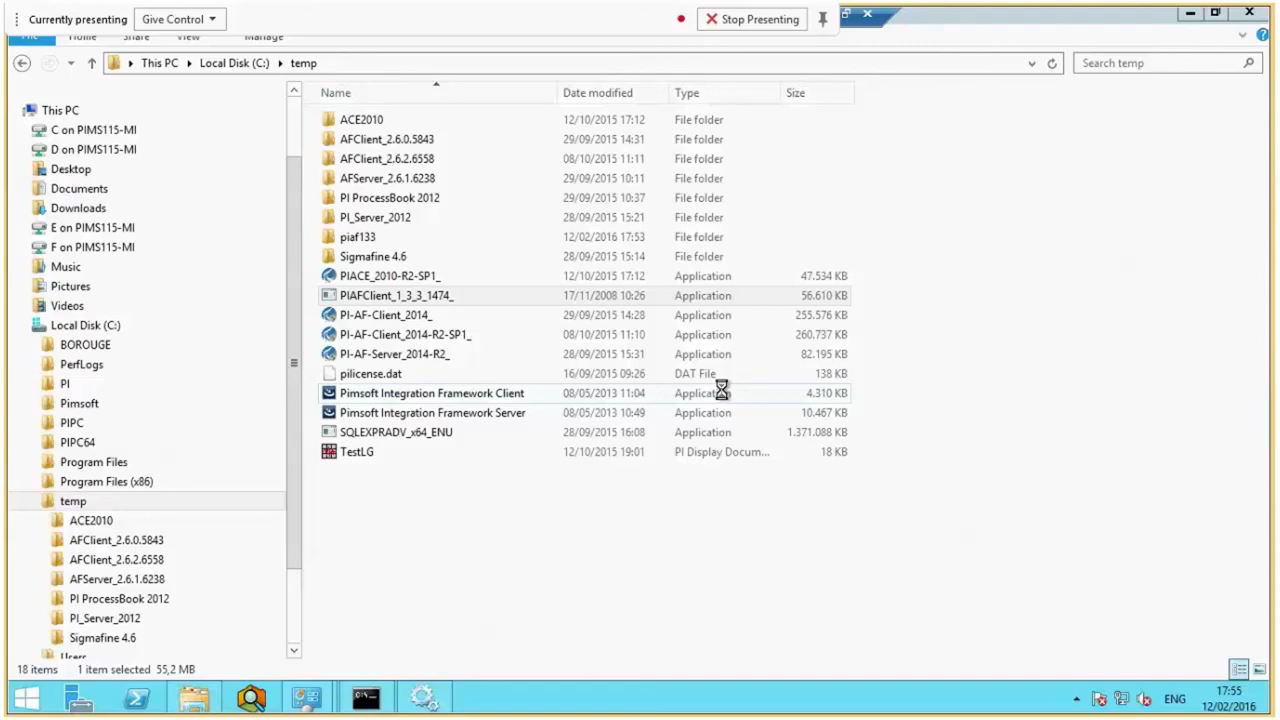 Currently presenting Give Control Stop Presenting
File Home Share View Manage
This PC Local Disk (C:) temp Search temp
Name Date modified Type Size
This PC
C on PIMS115-MI
D on PIMS115-MI
Desktop
Documents
Downloads
E on PIMS115-MI
F on PIMS115-MI
Music
Pictures
Videos
Local Disk (C:)
BOROUGE
PerfLogs
PI
Pimsoft
PIPC
PIPC64
Program Files
Program Files (x86)
temp
ACE2010
AFClient_2.6.0.5843
AFClient_2.6.2.6558
AFServer_2.6.1.6238
PI ProcessBook 2012
PI_Server_2012
Sigmafine 4.6
Users
ACE2010 12/10/2015 17:12 File folder
AFClient_2.6.0.5843 29/09/2015 14:31 File folder
AFClient_2.6.2.6558 08/10/2015 11:11 File folder
AFServer_2.6.1.6238 29/09/2015 10:11 File folder
PI ProcessBook 2012 29/09/2015 10:37 File folder
PI_Server_2012 28/09/2015 15:21 File folder
piaf133 12/02/2016 17:53 File folder
Sigmafine 4.6 28/09/2015 15:14 File folder
PIACE_2010-R2-SP1_ 12/10/2015 17:12 Application 47.534 KB
PIAFClient_1_3_3_1474_ 17/11/2008 10:26 Application 56.610 KB
PI-AF-Client_2014_ 29/09/2015 14:28 Application 255.576 KB
PI-AF-Client_2014-R2-SP1_ 08/10/2015 11:10 Application 260.737 KB
PI-AF-Server_2014-R2_ 28/09/2015 15:31 Application 82.195 KB
pilicense.dat 16/09/2015 09:26 DAT File 138 KB
Pimsoft Integration Framework Client 08/05/2013 11:04 Application 4.310 KB
Pimsoft Integration Framework Server 08/05/2013 10:49 Application 10.467 KB
SQLEXPRADV_x64_ENU 28/09/2015 16:08 Application 1.371.088 KB
TestLG 12/10/2015 19:01 PI Display Docum... 18 KB
18 items 1 item selected 55,2 MB
ENG
17:55
12/02/2016